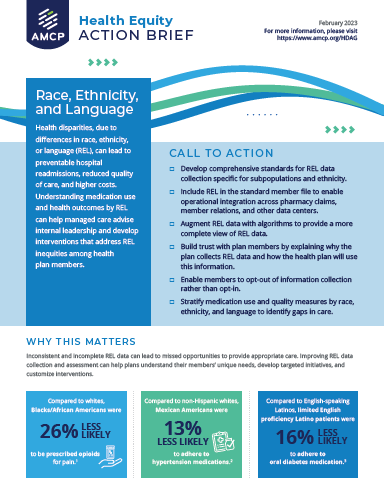 AMCP
Health Equity
ACTION BRIEF
February 2023
For more information, please visit
https://www.amcp.org/HDAG
Race, Ethnicity,
and Language
Health disparities, due to
differences in race, ethnicity,
or language (REL), can lead to
preventable hospital
readmissions, reduced quality
of care, and higher costs.
Understanding medication use
and health outcomes by REL
can help managed care advise
internal leadership and develop
interventions that address REL
inequities among health
plan members.
CALL TO ACTION
Develop comprehensive standards for REL data
collection specific for subpopulations and ethnicity.
Include REL in the standard member file to enable
operational integration across pharmacy claims,
member relations, and other data centers.
Augment REL data with algorithms to provide a more
complete view of REL data.
Build trust with plan members by explaining why the
plan collects REL data and how the health plan will use
this information.
Enable members to opt-out of information collection
rather than opt-in.
Stratify medication use and quality measures by race,
ethnicity, and language to identify gaps in care.
WHY THIS MATTERS
Inconsistent and incomplete REL data can lead to missed opportunities to provide appropriate care. Improving REL data
collection and assessment can help plans understand their members' unique needs, develop targeted initiatives, and
customize interventions.
Compared to whites,
Blacks/African Americans were
26% LESS
LIKELY
to be prescribed opioids
for pain.¹
Compared to non-Hispanic whites,
Mexican Americans were
13%
LESS LIKELY
to adhere to
hypertension medications.²
Compared to English-speaking
Latinos, limited English
proficiency Latino patients were
16% LESS
LIKELY
to adhere to
oral diabetes medication.³